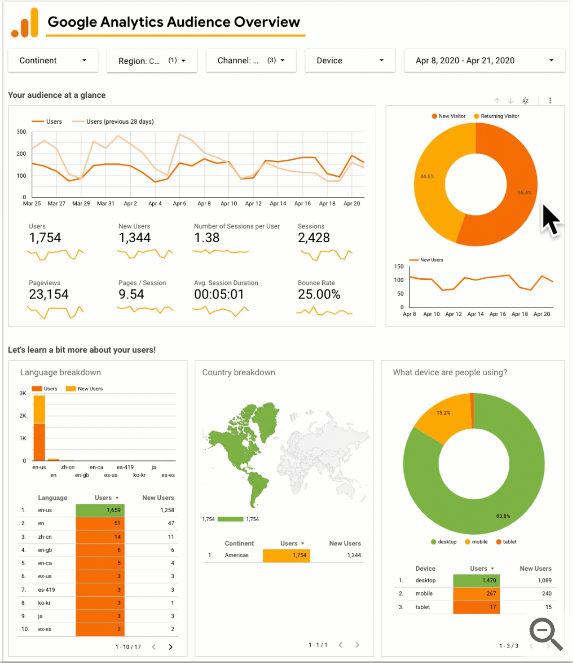 Google Analytics Audience Overview
Continent
Region: C... (1)
Channel: ... (3)
Device
Apr 8, 2020 - Apr 21, 2020
Your audience at a glance
Users Users (previous 28 days)
300
200
100
0
Mar 25 Mar 27 Mar 29 Mar 31 Apr 2 Apr 4 Apr 6 Apr 8 Apr 10 Apr 12 Apr 14 Apr 16 Apr 18 Apr 20
Users New Users Number of Sessions per User Sessions
1,754 1,344 1.38 2,428
Pageviews Pages / Session Avg. Session Duration Bounce Rate
23,154 9.54 00:05:01 25.00%
New Visitor Returning Visitor
New Users
150
100
50
0
Apr 8 Apr 10 Apr 12 Apr 14 Apr 16 Apr 18 Apr 20
Let's learn a bit more about your users!
Language breakdown
Users New Users
3K
2K
1K
0
en-us zh-cn en-ca es-419 ja
en en-gb es-us ko-kr es-es
Language Users New Users
1. en-us 1,659 1,258
2. en 51 47
3. zh-cn 14 11
4. en-gb 6 6
5. en-ca 5 4
6. es-us 3 3
7. es-419 3 3
8. ko-kr 3 1
9. ja 3 3
10. es-es 3 2
1 - 10 / 17
Country breakdown
1,754 1,754
Continent Users New Users
1. Americas 1,754 1,344
1 - 1 / 1
What device are people using?
15.2%
83.8%
desktop mobile tablet
Device Users New Users
1. desktop 1,470 1,089
2. mobile 267 240
3. tablet 17 15
1 - 3 / 3